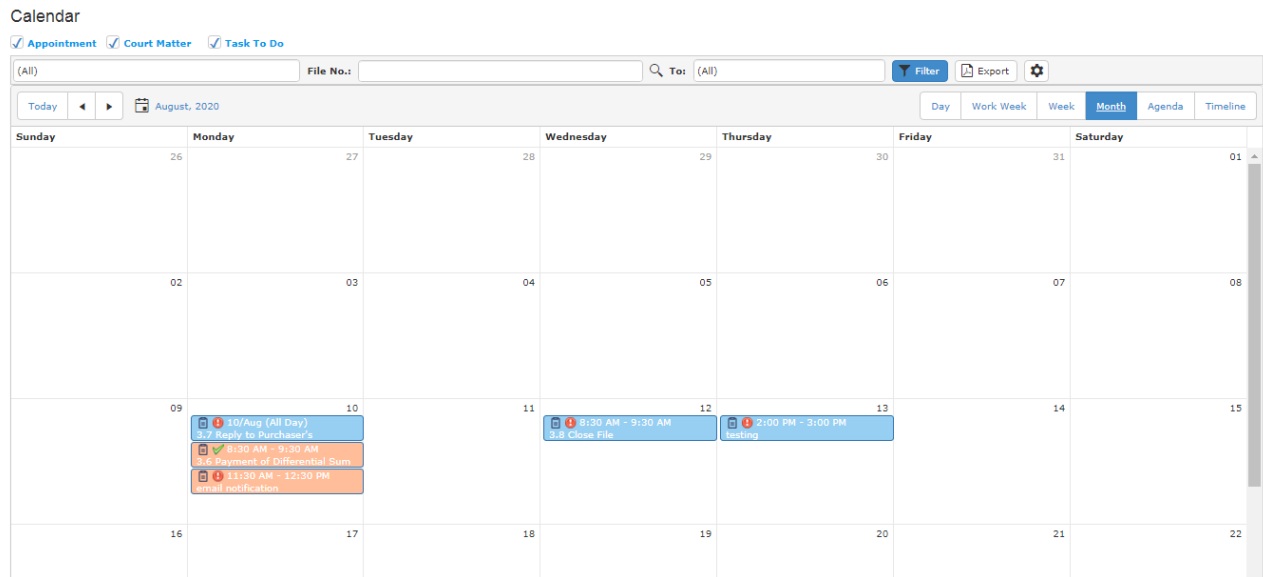 Calendar
Appointment Court Matter Task To Do
(All) File No.: To: (All) Filter Export
Today August, 2020 Day Work Week Week Month Agenda Timeline
Sunday Monday Tuesday Wednesday Thursday Friday Saturday
26 27 28 29 30 31 01
02 03 04 05 06 07 08
09 10 11 12 13 14 15
10/Aug (All Day)
3.7 Reply to Purchaser's
8:30 AM - 9:30 AM
3.6 Payment of Differential Sum
11:30 AM - 12:30 PM
email notification
8:30 AM - 9:30 AM
3.8 Close File
2:00 PM - 3:00 PM
testing
16 17 18 19 20 21 22